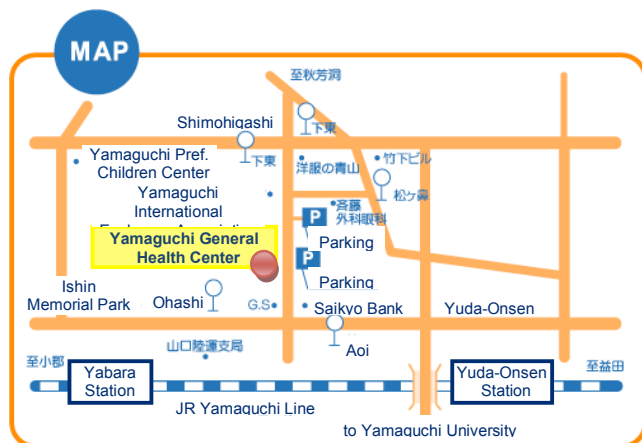 MAP
至秋芳洞
Shimohigashi
下東
下東
Yamaguchi Pref.
Children Center
洋服の青山
竹下ビル
松ヶ鼻
Yamaguchi
International
斉藤
外科眼科
P
Parking
Yamaguchi General
Health Center
P
Parking
Ishin
Memorial Park
Ohashi
G.S
Saikyo Bank
Yuda-Onsen
Aoi
山口陸運支局
至小郡
Yabara
Station
Yuda-Onsen
Station
至益田
JR Yamaguchi Line
to Yamaguchi University